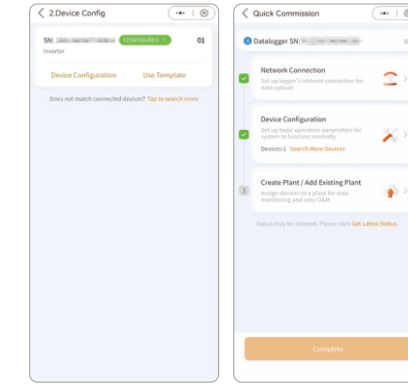 2.Device Config
SN:
CONFIGURED >
01
Inverter
Device Configuration
Use Template
Does not match connected devices? Tap to search more
Quick Commission
Datalogger SN:
Network Connection
Set up logger's internet connection for
data upload
Device Configuration
Set up basic operation parameters for
system to function normally
Devices:1 Search More Devices
3
Create Plant / Add Existing Plant
Assign devices to a plant for data
monitoring and easy O&M
Status may be delayed. Please click Get Latest Status.
Complete